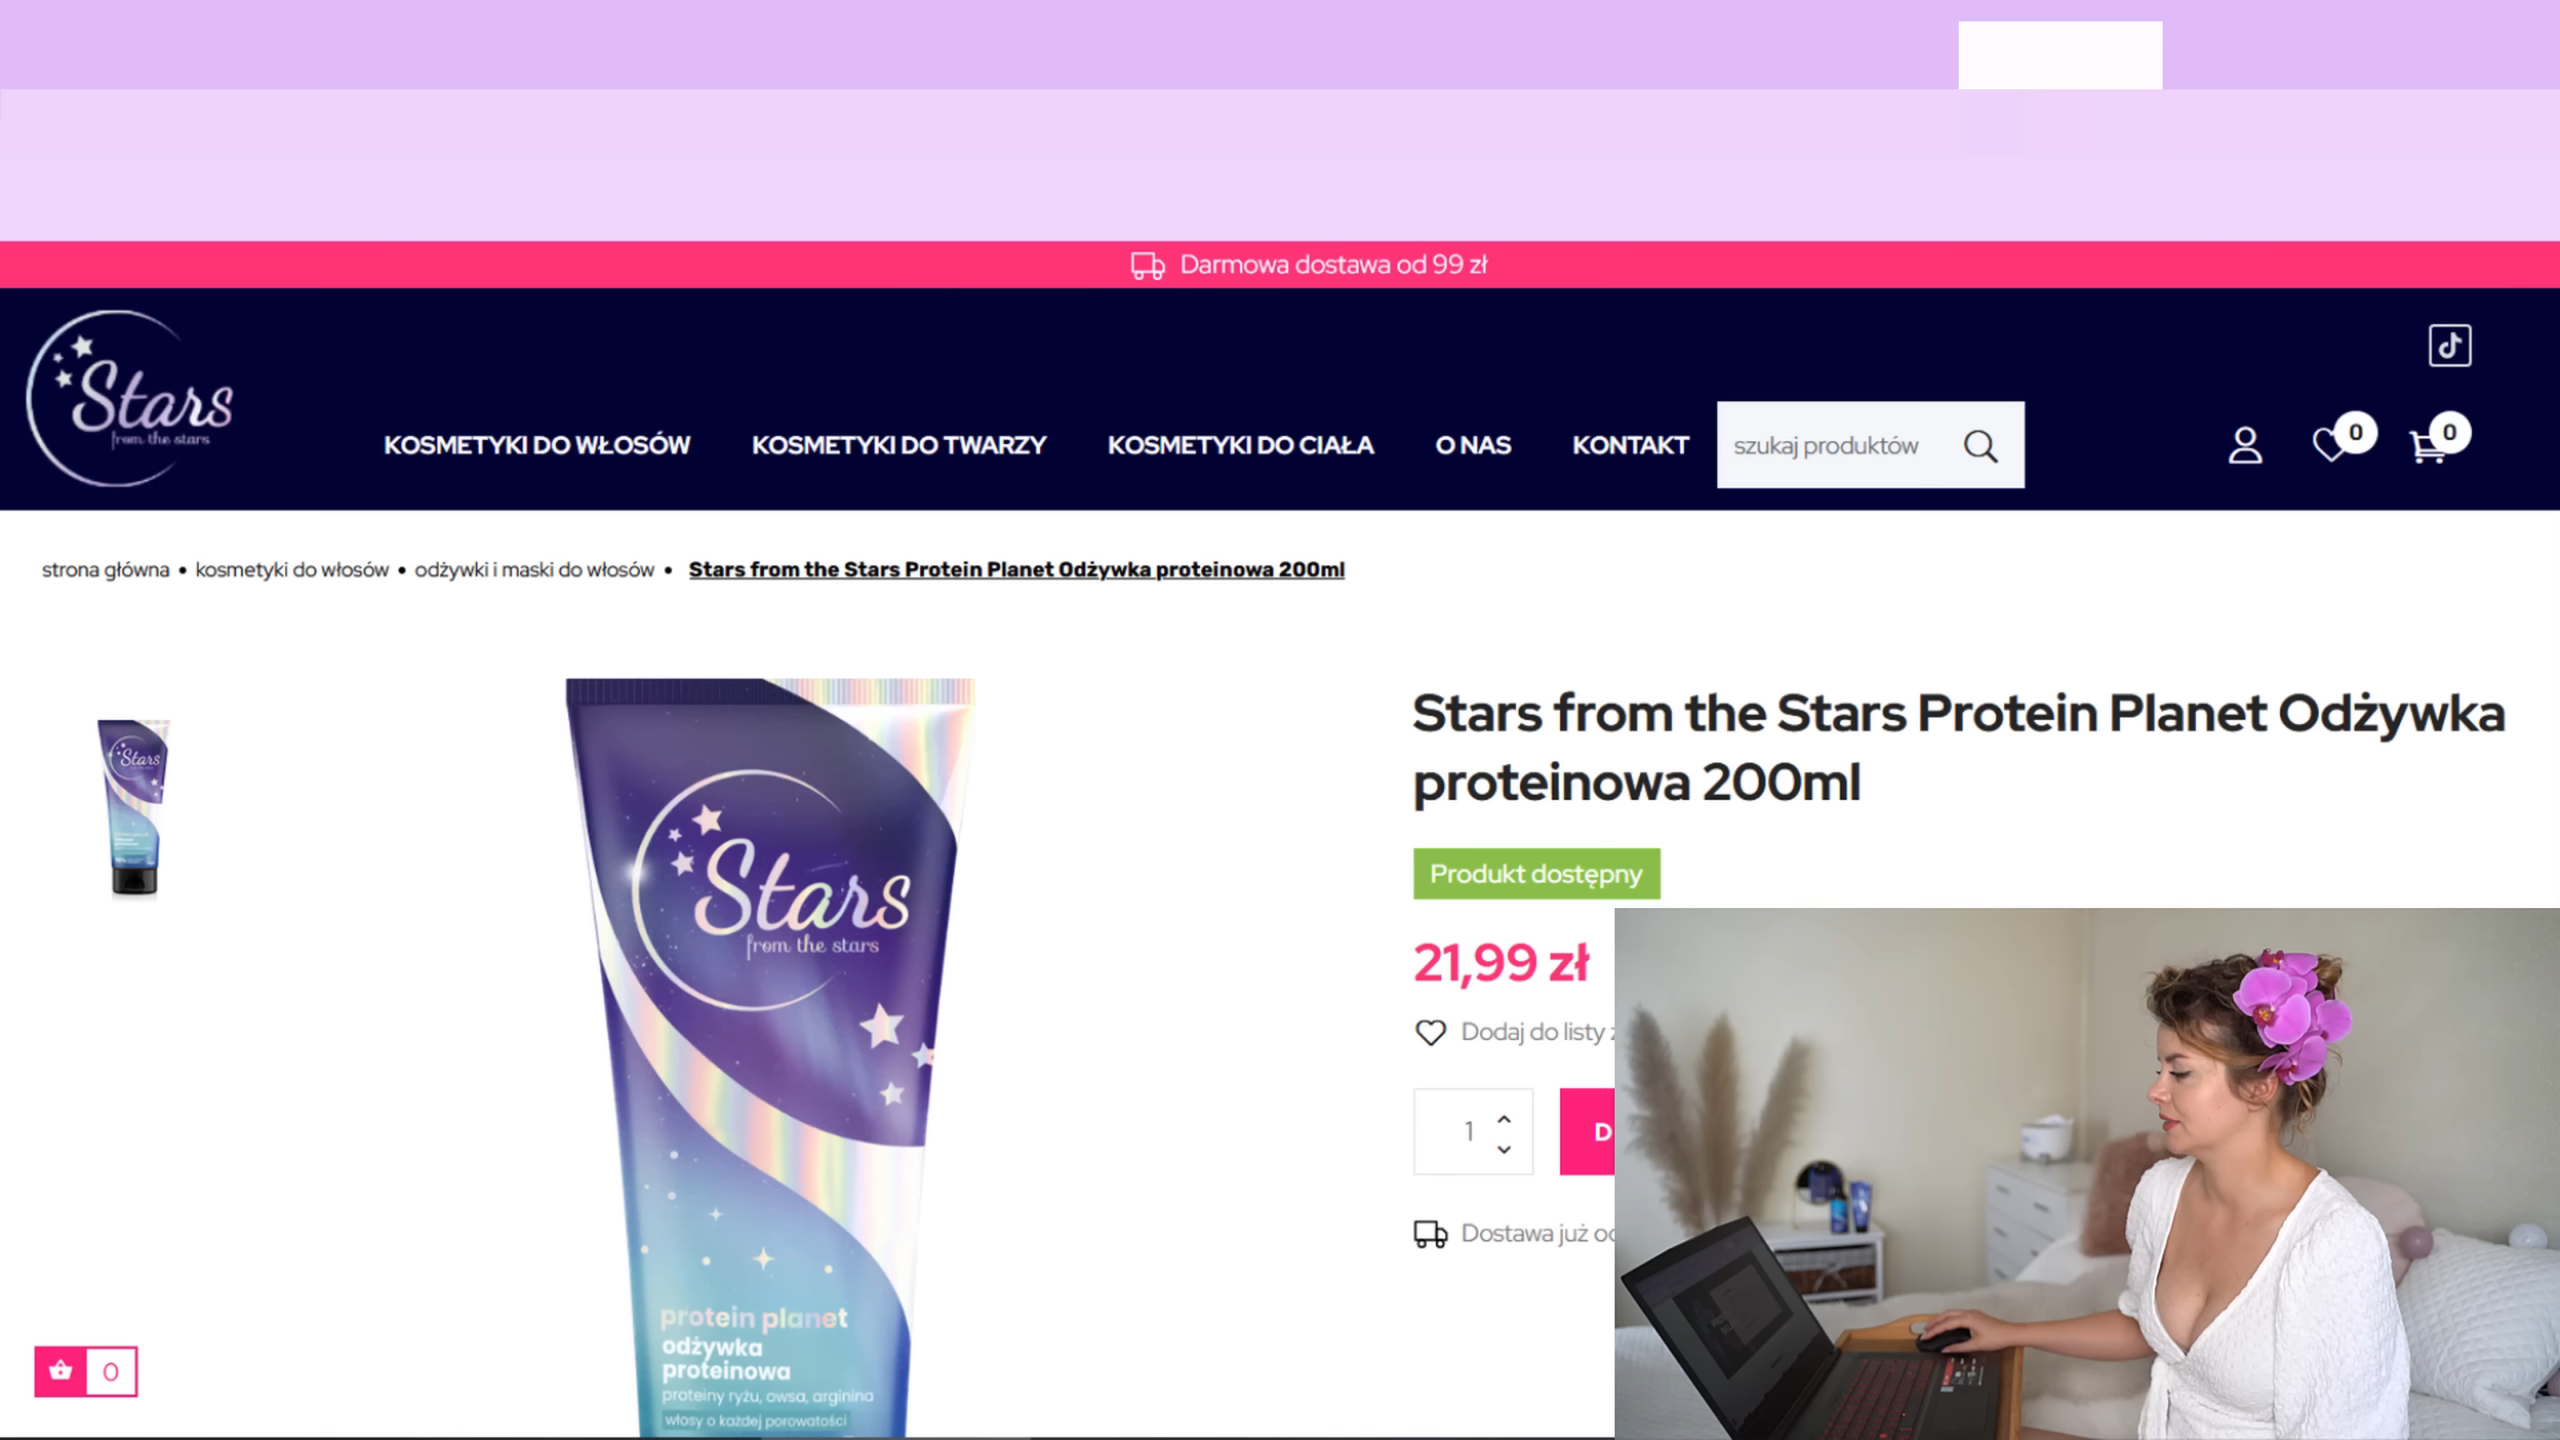 Darmowa dostawa od 99 zł
Stars
from the stars
KOSMETYKI DO WŁOSÓW KOSMETYKI DO TWARZY KOSMETYKI DO CIAŁA O NAS KONTAKT szukaj produktów 0 0
strona główna • kosmetyki do włosów • odżywki i maski do włosów • Stars from the Stars Protein Planet Odżywka proteinowa 200ml
Stars from the Stars Protein Planet Odżywka
proteinowa 200ml
Stars
Produkt dostępny
Stars
from the stars
21,99 zł
Dodaj do listy
1 D
Dostawa już
protein planet
odżywka
proteinowa
proteiny ryżu, owsa, arginina
włosy o każdej porowatości
0